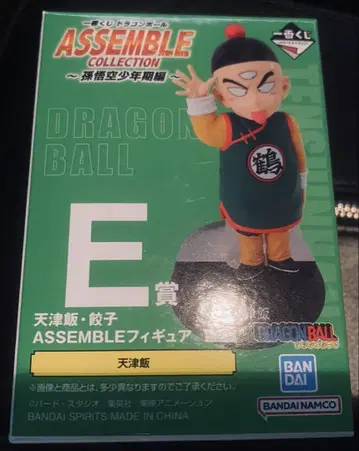 一番くじ ドラゴンボール
ASSEMBLE
COLLECTION
～孫悟空少年期編～
一番くじ
DRAGON
BALL
TENSHINHAN
鶴
E賞
天津飯・餃子
ASSEMBLEフィギュア
天津飯
DRAGON BALL
BAN
DAI
※画像と商品とは、多少異なりますのでご了承ください。
©バード・スタジオ/集英社・東映アニメーション
BANDAI SPIRITS MADE IN CHINA
BANDAI NAMCO